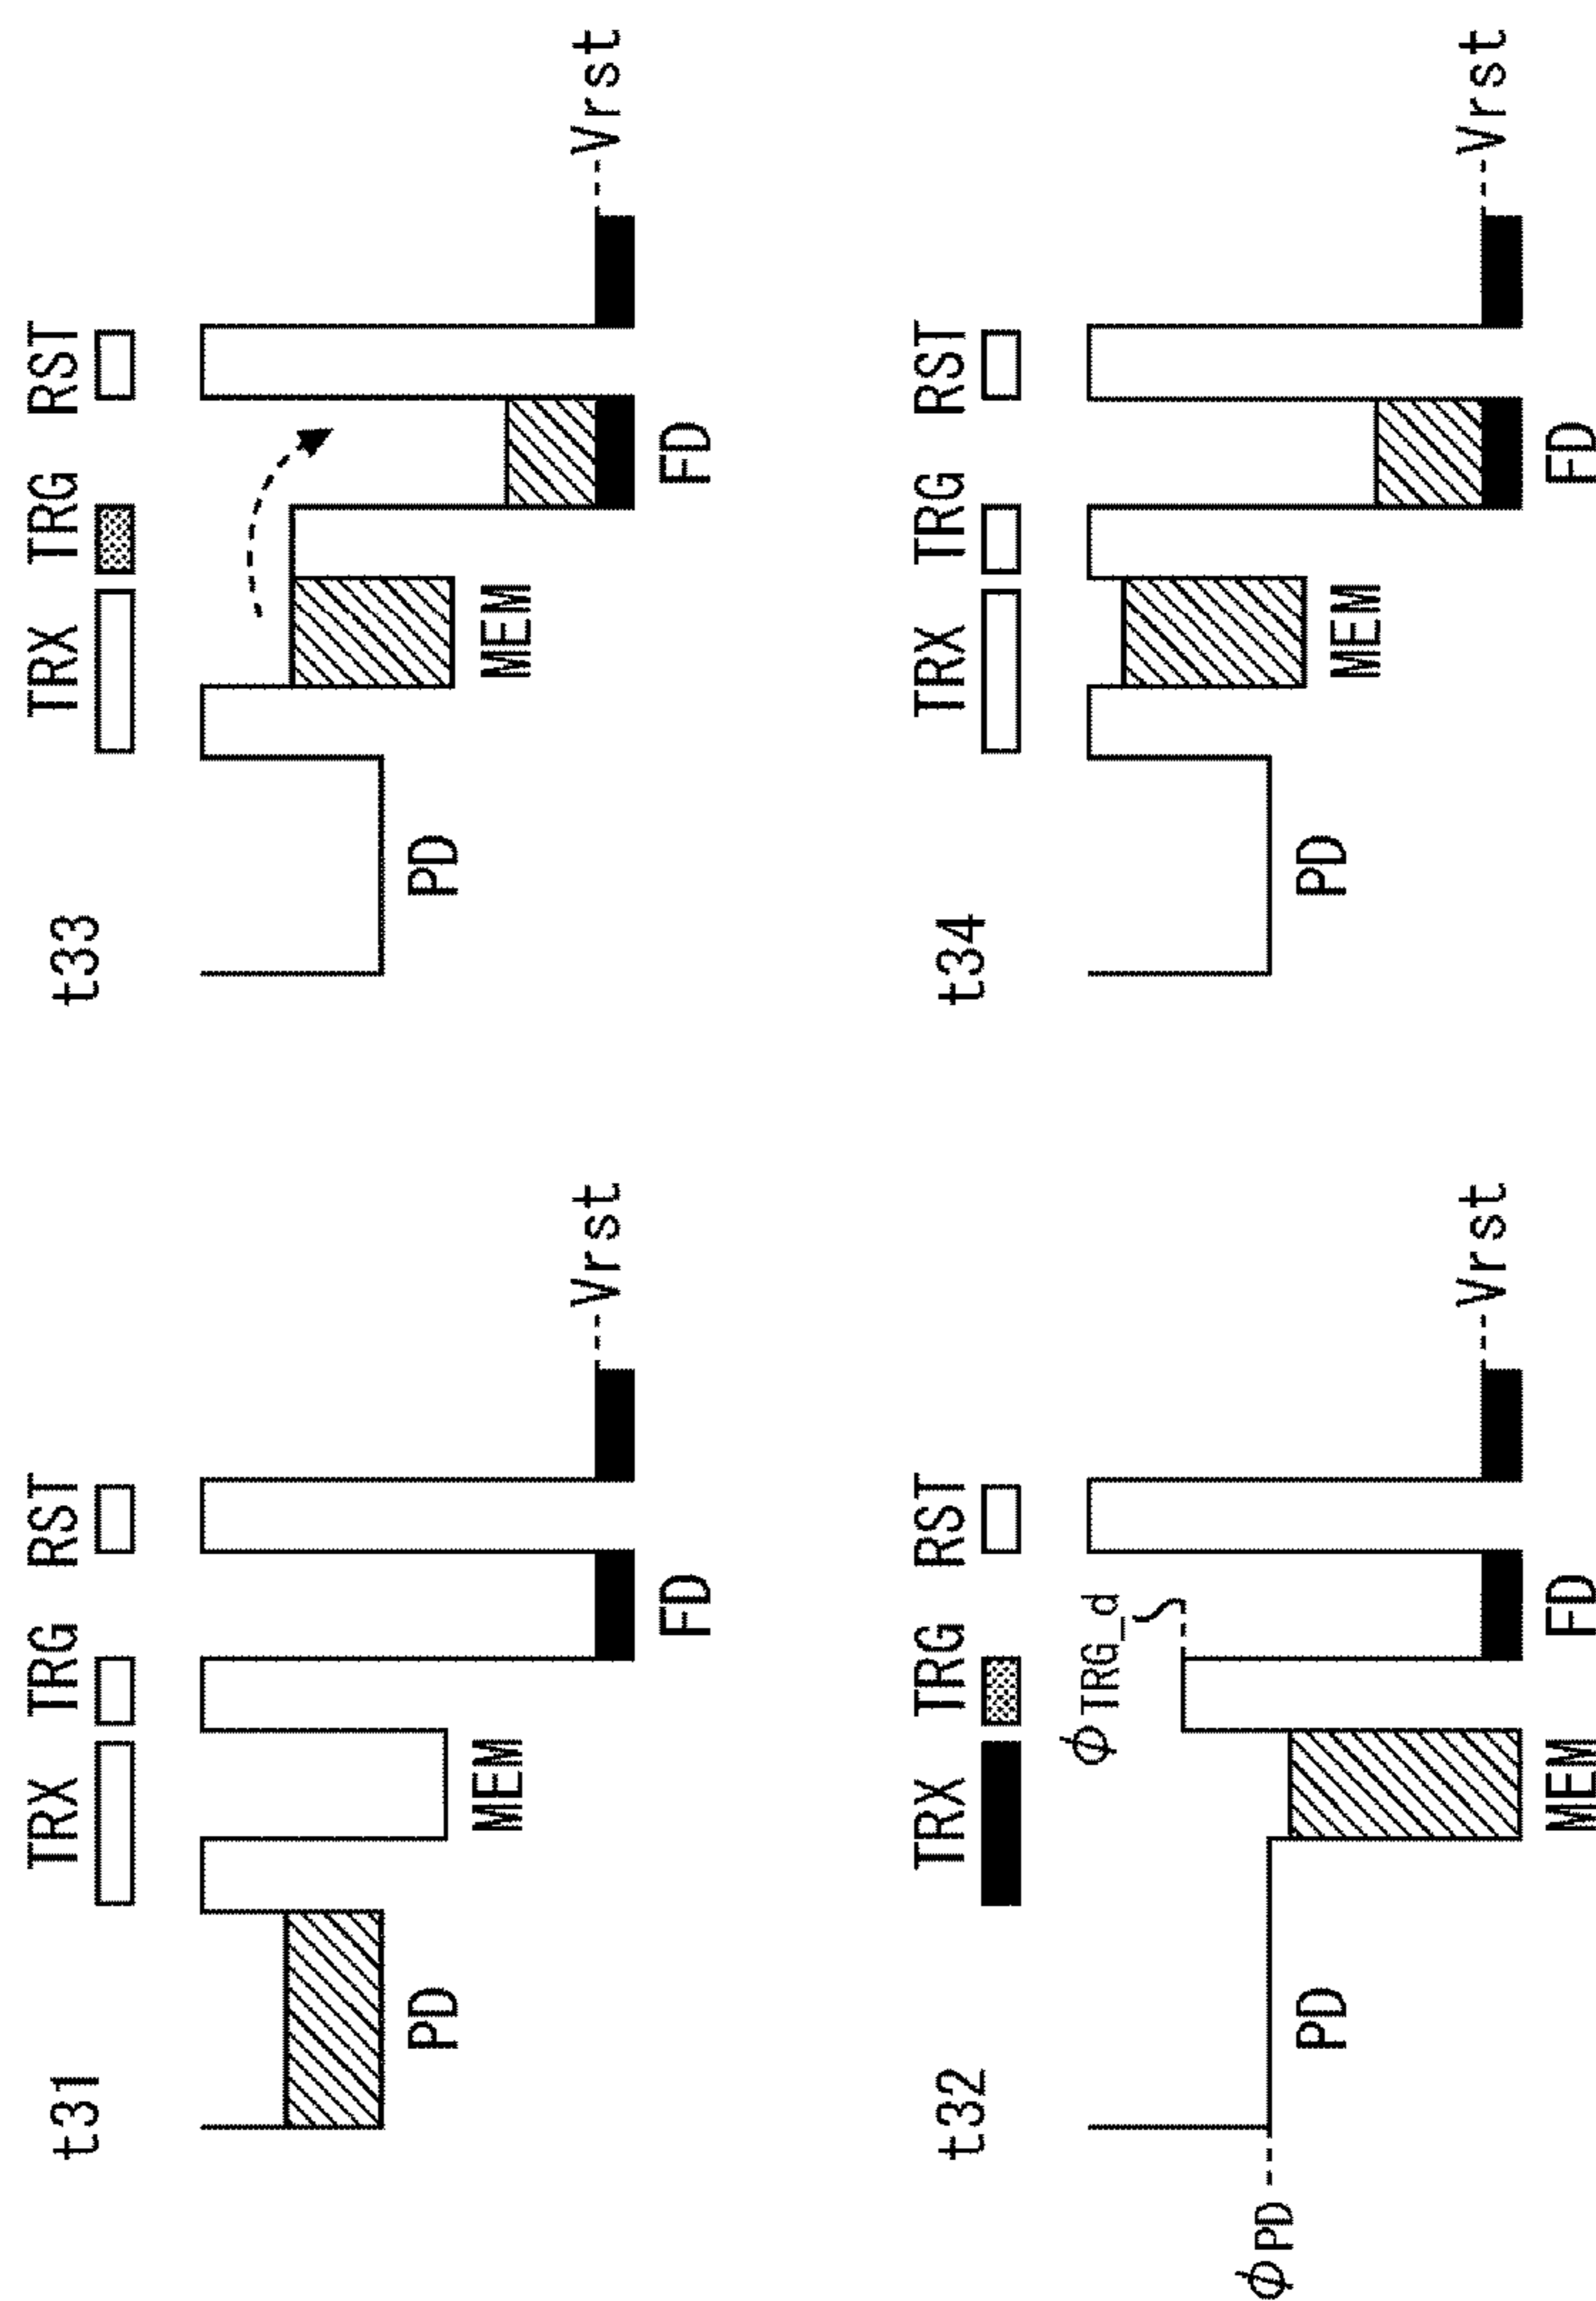 t31
TRX TRG RST
PD
MEM
FD
Vrst
t32
TRX TRG RST
ϕTRG_d
ϕPD
PD
MEM
FD
Vrst
t33
TRX TRG RST
PD
MEM
FD
Vrst
t34
TRX TRG RST
PD
MEM
FD
Vrst